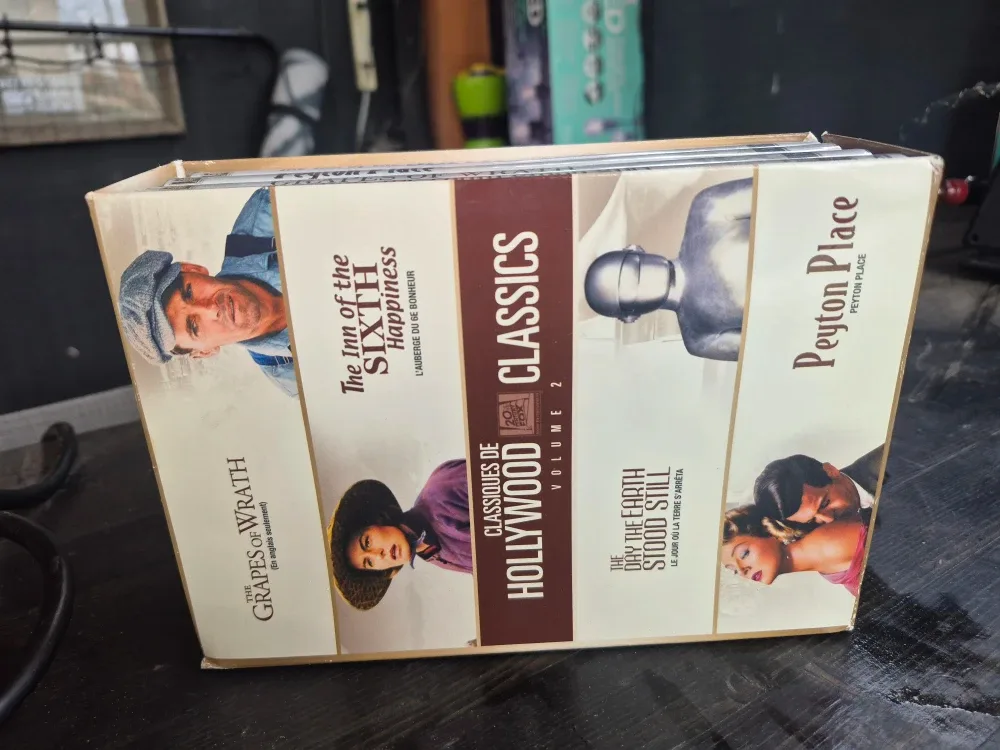 Peyton Place
THE
GRAPES OF WRATH
(En anglais seulement)
The Inn of the
SIXTH
Happiness
L'AUBERGE DU 6E BONHEUR
CLASSIQUES DE
HOLLYWOOD CLASSICS
20th
CENTURY
FOX
VOLUME 2
THE
DAY THE EARTH
STOOD STILL
LE JOUR OÙ LA TERRE S'ARRÊTA
Peyton Place
PEYTON PLACE